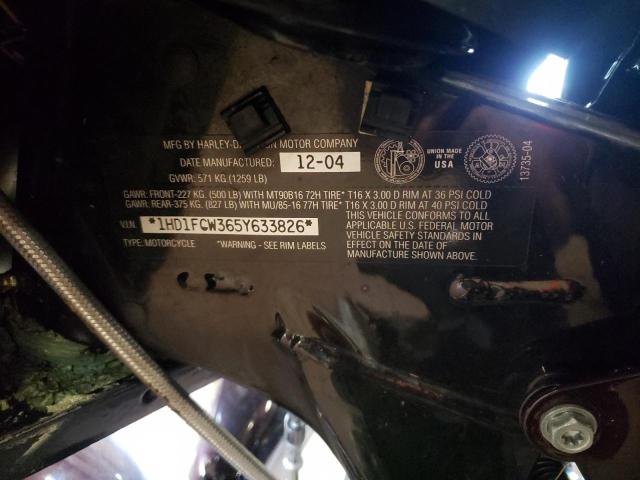 MFG BY HARLEY-D ON MOTOR COMPANY
DATE MANUFACTURED: 12-04
GVWR: 571 KG (1259 LB)
UNION MADE IN THE USA
13735-04
GAWR: FRONT-227 KG. (500 LB) WITH MT90B16 72H TIRE* T16 X 3.00 D RIM AT 36 PSI COLD
GAWR: REAR-375 KG. (827 LB) WITH MU/85-16 77H TIRE* T16 X 3.00 D RIM AT 40 PSI COLD
V.I.N. *1HD1FCW365Y633826*
THIS VEHICLE CONFORMS TO ALL
APPLICABLE U.S. FEDERAL MOTOR
VEHICLE SAFETY STANDARDS IN
EFFECT ON THE DATE OF
MANUFACTURE SHOWN ABOVE.
TYPE: MOTORCYCLE *WARNING - SEE RIM LABELS